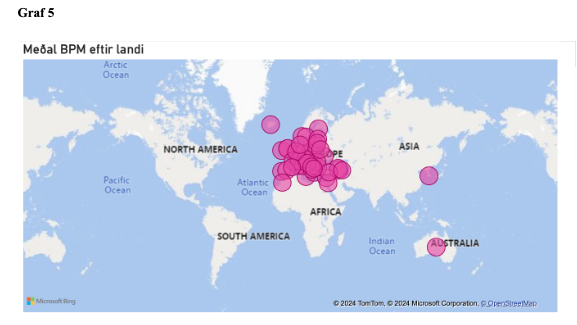 Graf 5
Meðal BPM eftir landi
Arctic
Ocean
NORTH AMERICA
OPE
ASIA
Pacific
Ocean
Atlantic
Ocean
AFRICA
SOUTH AMERICA
Indian
Ocean
AUSTRALIA
Microsoft Bing
© 2024 TomTom, © 2024 Microsoft Corporation, © OpenStreetMap